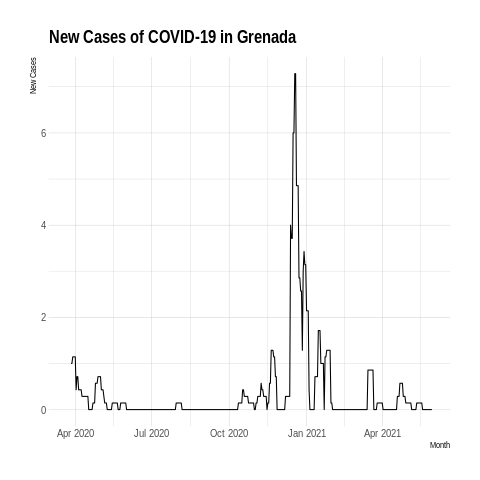 New Cases of COVID-19 in Grenada
New Cases
6
4
2
0
Apr 2020 Jul 2020 Oct 2020 Jan 2021 Apr 2021
Month